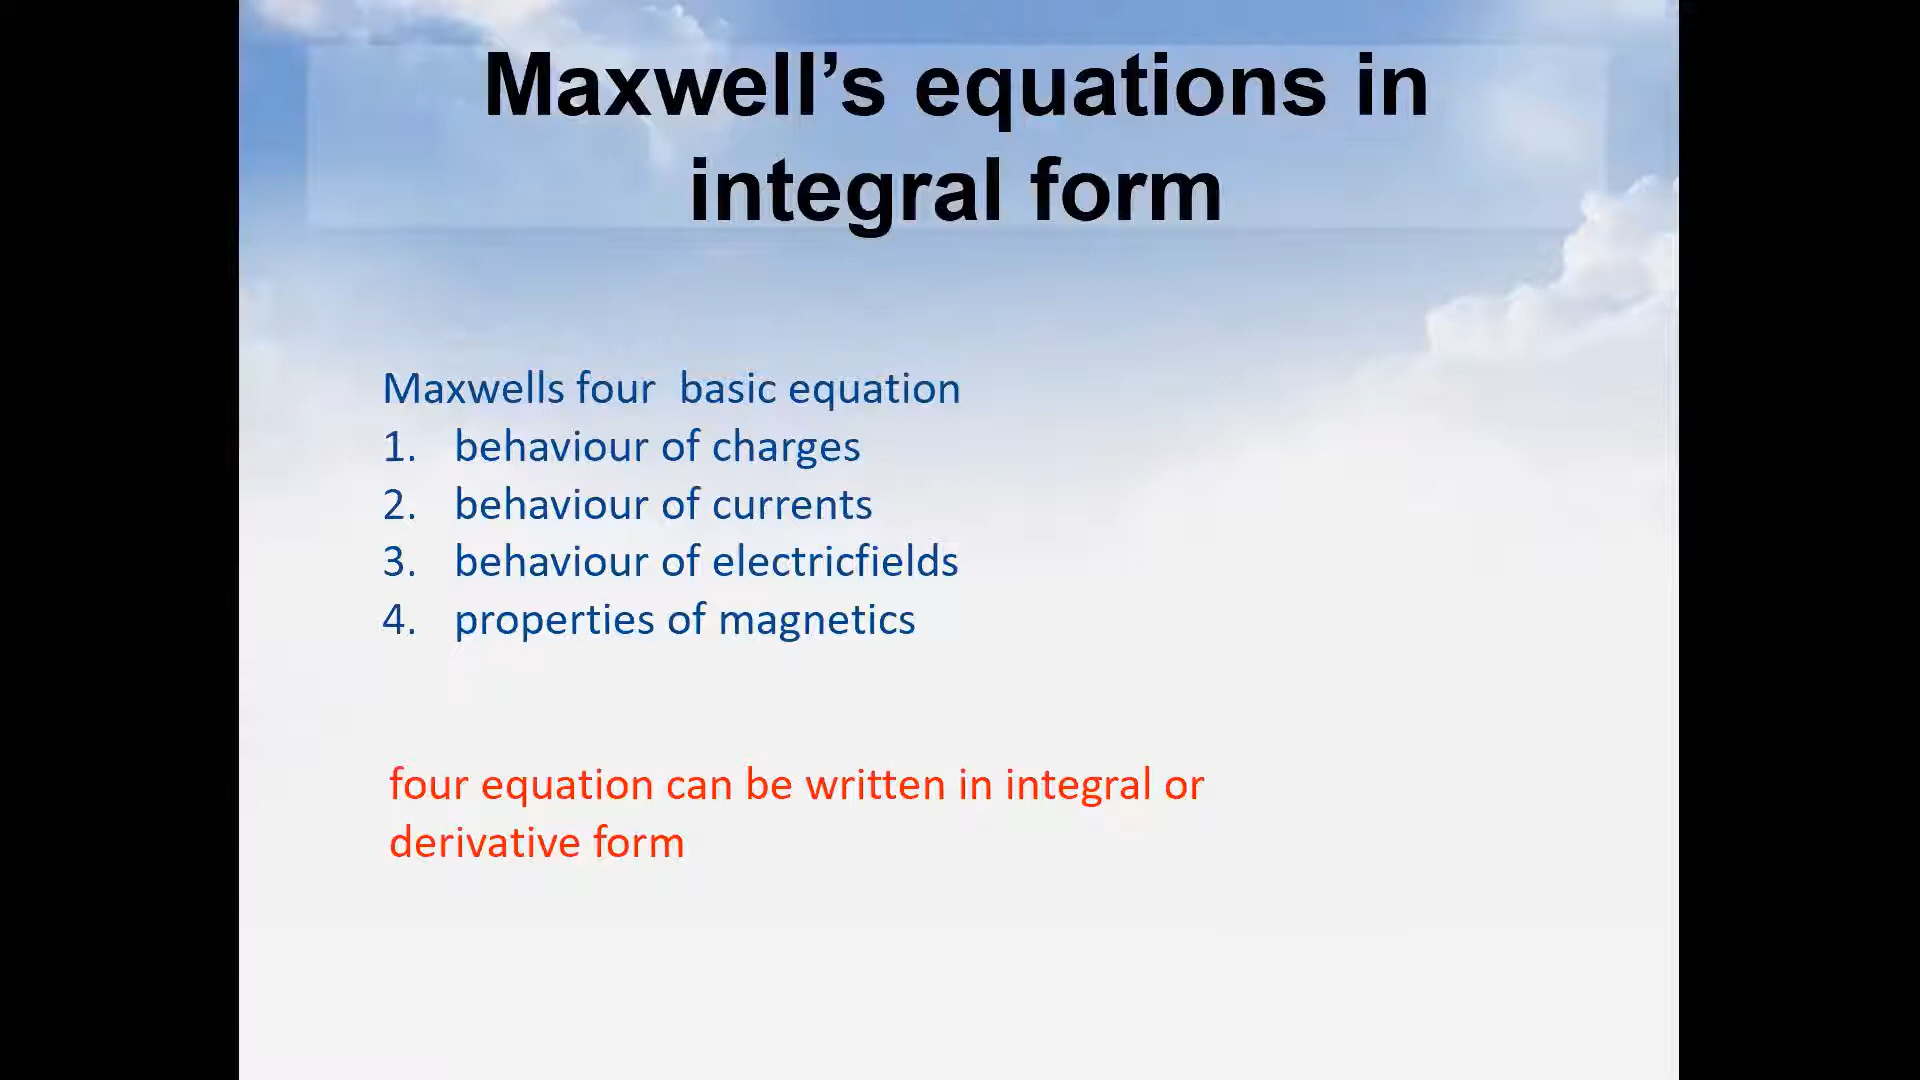 Maxwell’s equations in
integral form
Maxwells four  basic equation
1. behaviour of charges
2. behaviour of currents
3. behaviour of electricfields
4. properties of magnetics
four equation can be written in integral or
derivative form